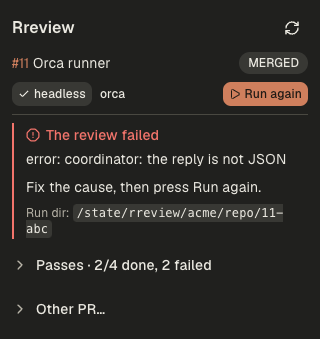 Rreview
#11 Orca runner MERGED
headless orca Run again
The review failed
error: coordinator: the reply is not JSON
Fix the cause, then press Run again.
Run dir: /state/rreview/acme/repo/11-
abc
Passes · 2/4 done, 2 failed
Other PR...